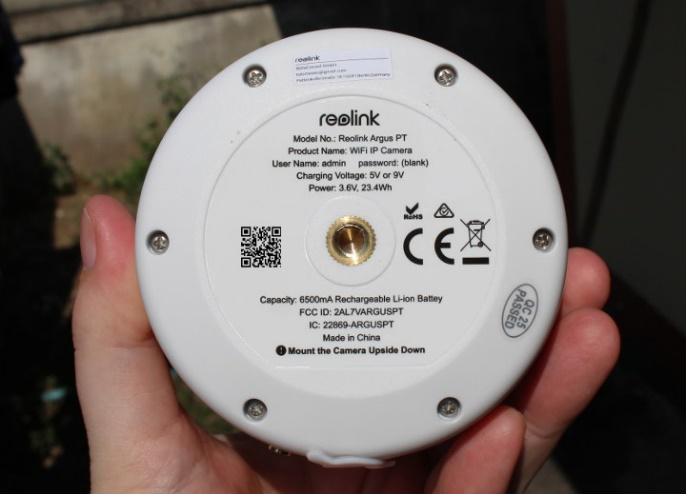 reolink
reolink
Model No.: Reolink Argus PT
Product Name: WiFi IP Camera
User Name: admin password: (blank)
Charging Voltage: 5V or 9V
Power: 3.6V, 23.4Wh
RoHS
CE
Capacity: 6500mA Rechargeable Li-ion Battey
FCC ID: 2AL7VARGUSPT
IC: 22869-ARGUSPT
Made in China
! Mount the Camera Upside Down
QC 25
PASSED